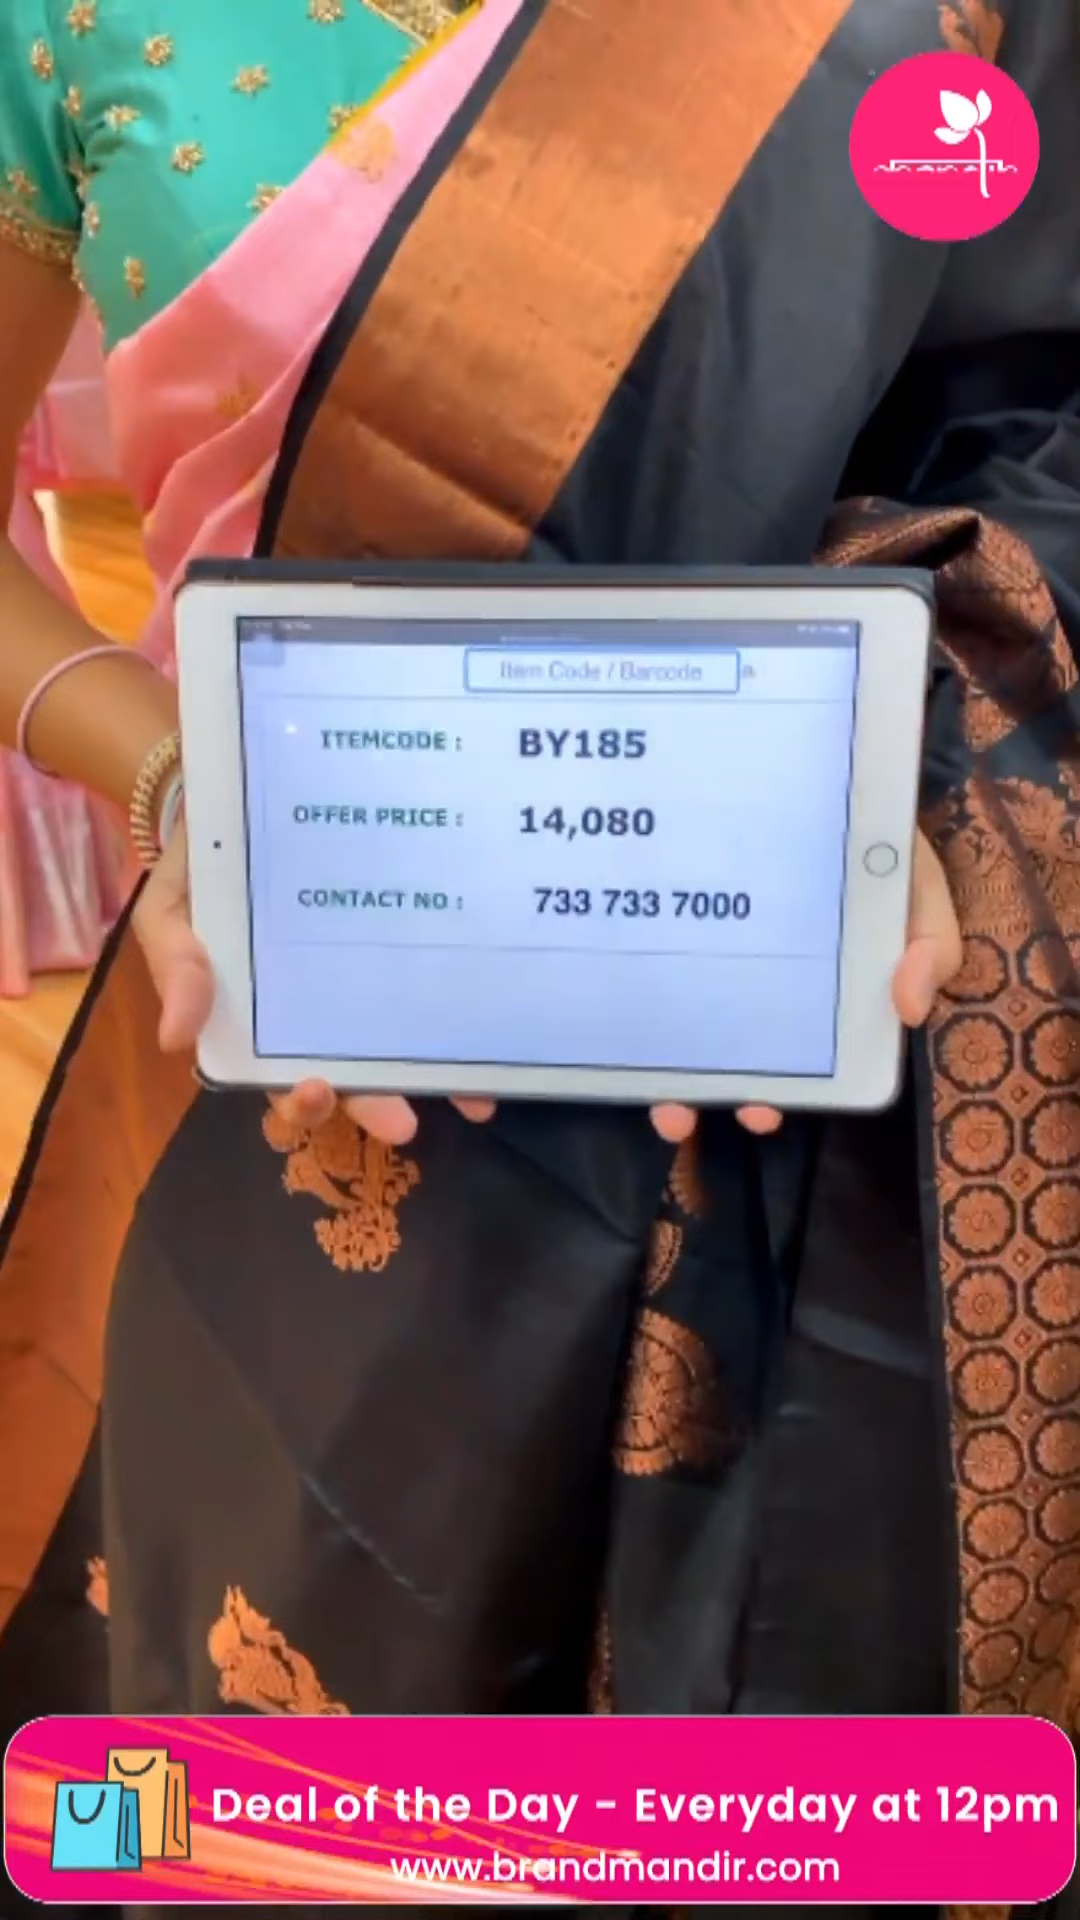 Item Code / Barcode
ITEMCODE : BY185
OFFER PRICE : 14,080
CONTACT NO : 733 733 7000
Deal of the Day - Everyday at 12pm
www.brandmandir.com